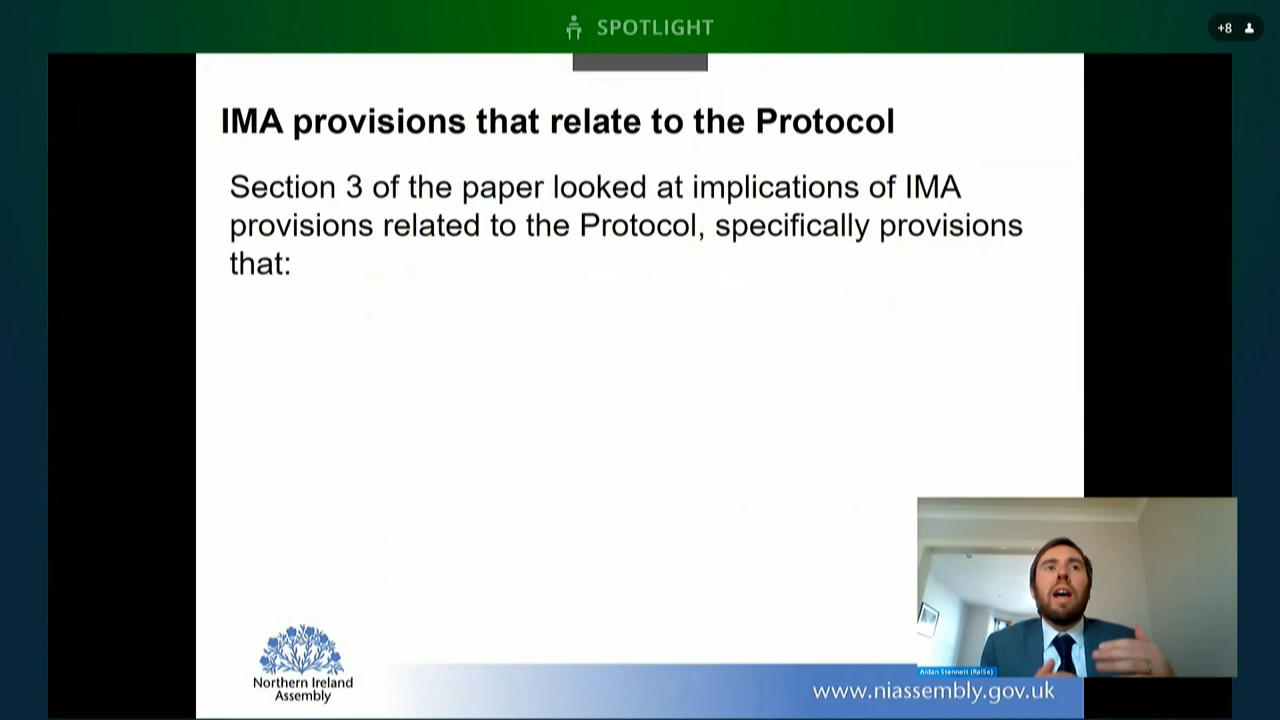 SPOTLIGHT
+8
IMA provisions that relate to the Protocol
Section 3 of the paper looked at implications of IMA
provisions related to the Protocol, specifically provisions
that:
Northern Ireland
Assembly
www.niassembly.gov.uk
Aidan Stennett (RaISe)